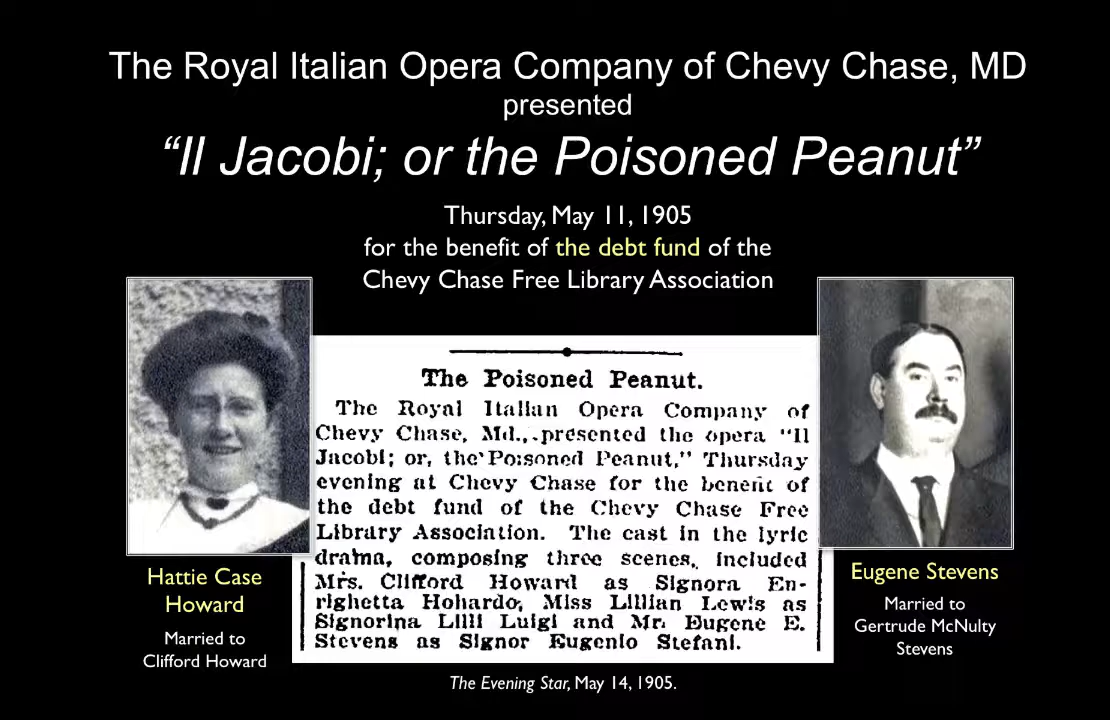 The Royal Italian Opera Company of Chevy Chase, MD
presented
“Il Jacobi; or the Poisoned Peanut”
Thursday, May 11, 1905
for the benefit of the debt fund of the
Chevy Chase Free Library Association
The Poisoned Peanut.
The Royal Italian Opera Company of
Chevy Chase, Md., presented the opera "Il
Jacobi; or, the Poisoned Peanut," Thursday
evening at Chevy Chase for the benefit of
the debt fund of the Chevy Chase Free
Library Association. The cast in the lyric
drama, composing three scenes, included
Mrs. Clifford Howard as Signora En-
righetta Hohardo, Miss Lillian Lewis as
Signorina Lilli Luigi and Mr. Eugene E.
Stevens as Signor Eugenio Stefani.
Hattie Case
Howard
Married to
Clifford Howard
Eugene Stevens
Married to
Gertrude McNulty
Stevens
The Evening Star, May 14, 1905.